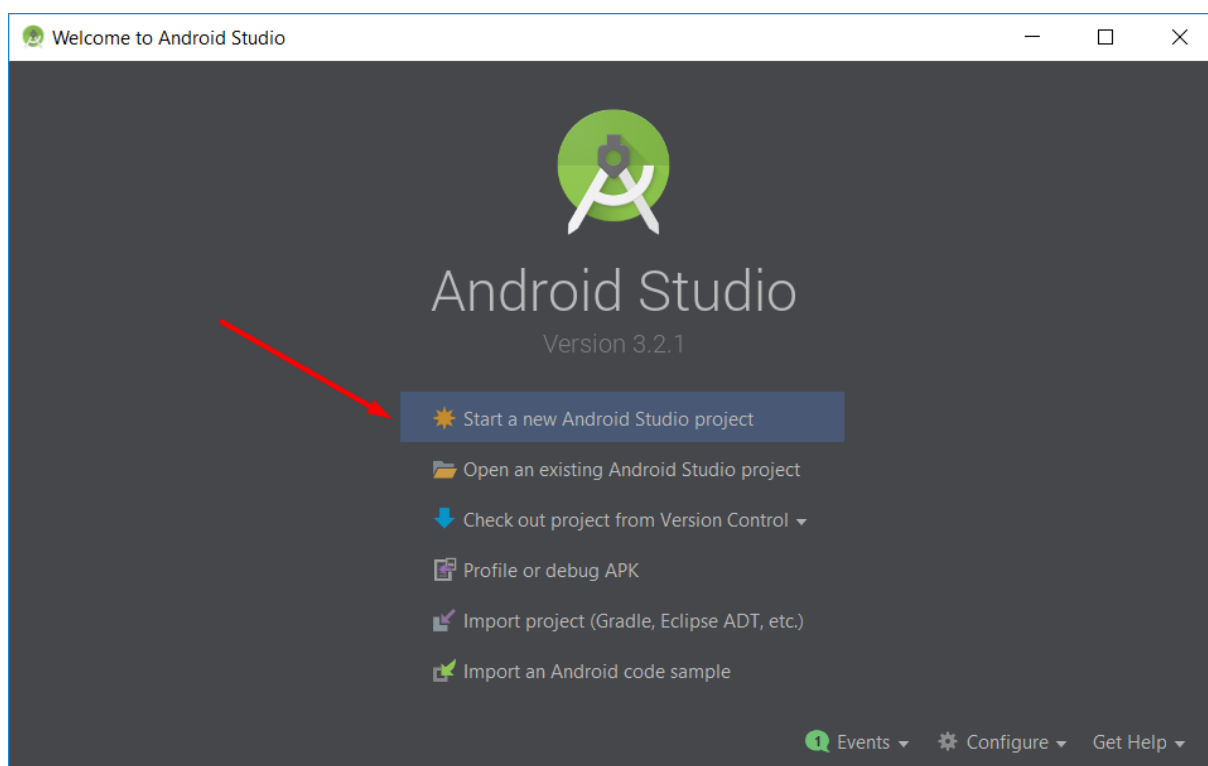 Welcome to Android Studio
Android Studio
Version 3.2.1
Start a new Android Studio project
Open an existing Android Studio project
Check out project from Version Control
Profile or debug APK
Import project (Gradle, Eclipse ADT, etc.)
Import an Android code sample
1 Events Configure Get Help